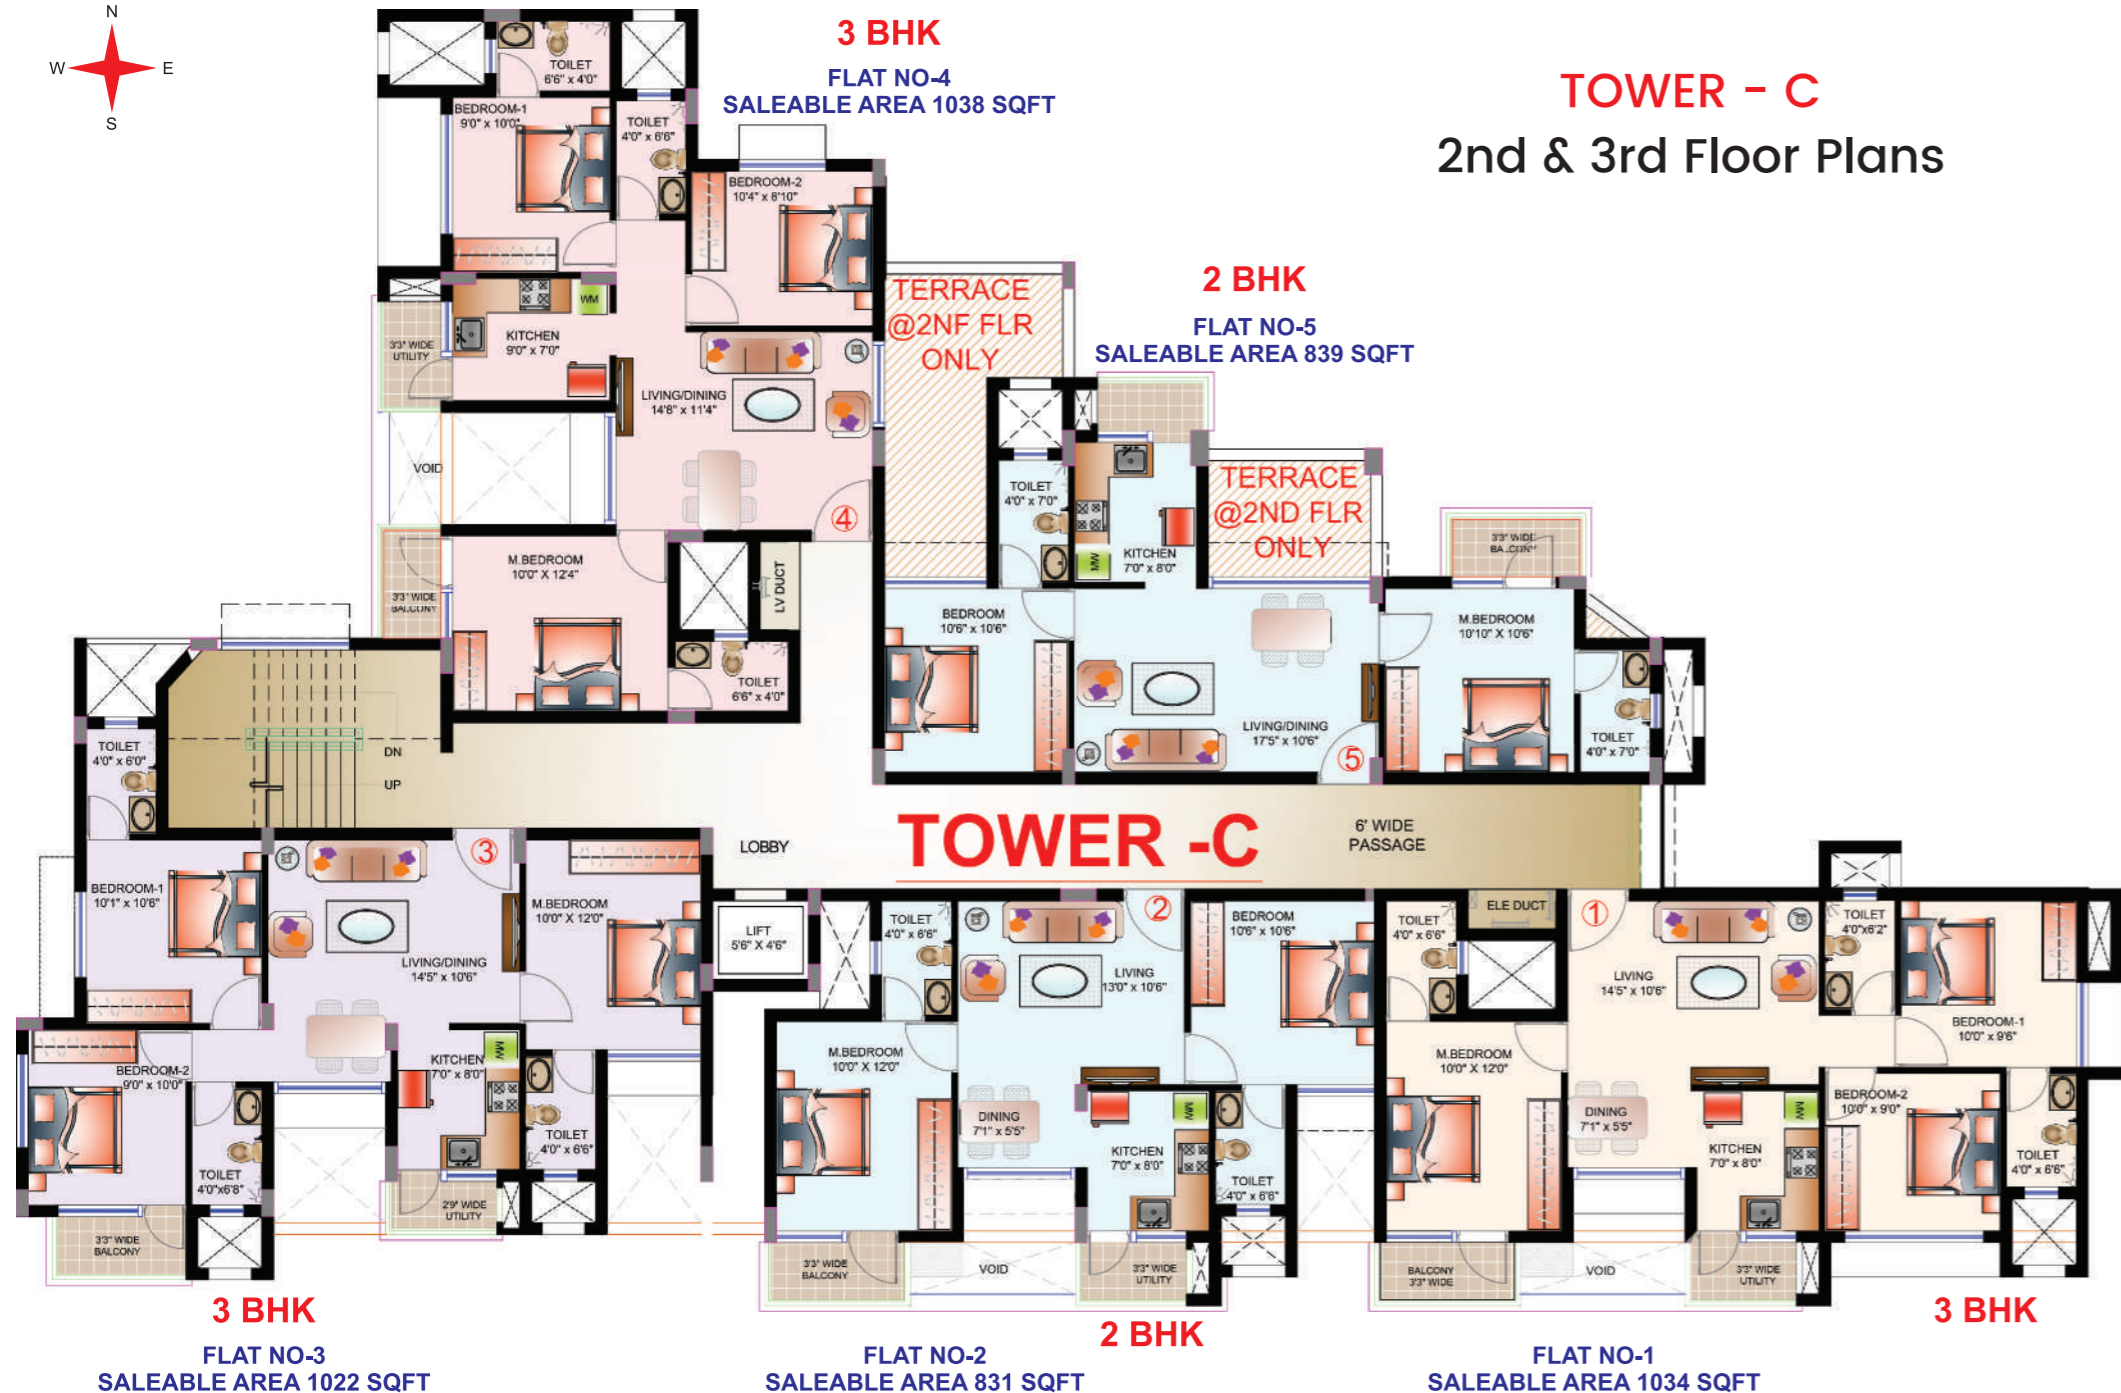 N
W
E
S
TOWER - C
2nd & 3rd Floor Plans
3 BHK
FLAT NO-4
SALEABLE AREA 1038 SQFT
TOILET
6'6" x 4'0"
BEDROOM-1
9'0" x 10'0"
TOILET
4'0" x 6'6"
BEDROOM-2
10'4" x 8'10"
WM
KITCHEN
9'0" x 7'0"
3'3" WIDE
UTILITY
LIVING/DINING
14'8" x 11'4"
VOID
4
M.BEDROOM
10'0" X 12'4"
3'3" WIDE
BALCONY
LV DUCT
TOILET
6'6" x 4'0"
TERRACE
@2NF FLR
ONLY
2 BHK
FLAT NO-5
SALEABLE AREA 839 SQFT
TERRACE
@2ND FLR
ONLY
TOILET
4'0" x 7'0"
KITCHEN
7'0" x 8'0"
WM
3'3" WIDE
BALCONY
BEDROOM
10'6" x 10'6"
M.BEDROOM
10'10" X 10'6"
LIVING/DINING
17'5" x 10'6"
5
TOILET
4'0" x 7'0"
DN
UP
TOILET
4'0" x 6'0"
LOBBY
TOWER -C
6' WIDE
PASSAGE
3
BEDROOM-1
10'1" x 10'6"
LIVING/DINING
14'5" x 10'6"
M.BEDROOM
10'0" X 12'0"
LIFT
5'6" X 4'6"
BEDROOM-2
9'0" x 10'0"
KITCHEN
7'0" x 8'0"
MW
TOILET
4'0" x 6'6"
TOILET
4'0"x6'8"
2'9" WIDE
UTILITY
3'3" WIDE
BALCONY
3 BHK
FLAT NO-3
SALEABLE AREA 1022 SQFT
TOILET
4'0" x 6'6"
2
LIVING
13'0" x 10'6"
BEDROOM
10'6" x 10'6"
M.BEDROOM
10'0" X 12'0"
DINING
7'1" x 5'5"
MW
KITCHEN
7'0" x 8'0"
TOILET
4'0" x 6'6"
3'3" WIDE
BALCONY
VOID
3'3" WIDE
UTILITY
2 BHK
FLAT NO-2
SALEABLE AREA 831 SQFT
TOILET
4'0" x 6'6"
ELE DUCT
1
LIVING
14'5" x 10'6"
TOILET
4'0"x6'2"
BEDROOM-1
10'0" x 9'6"
M.BEDROOM
10'0" X 12'0"
BEDROOM-2
10'0" x 9'0"
DINING
7'1" x 5'5"
MW
KITCHEN
7'0" x 8'0"
TOILET
4'0" x 6'6"
BALCONY
3'3" WIDE
VOID
3'3" WIDE
UTILITY
3 BHK
FLAT NO-1
SALEABLE AREA 1034 SQFT